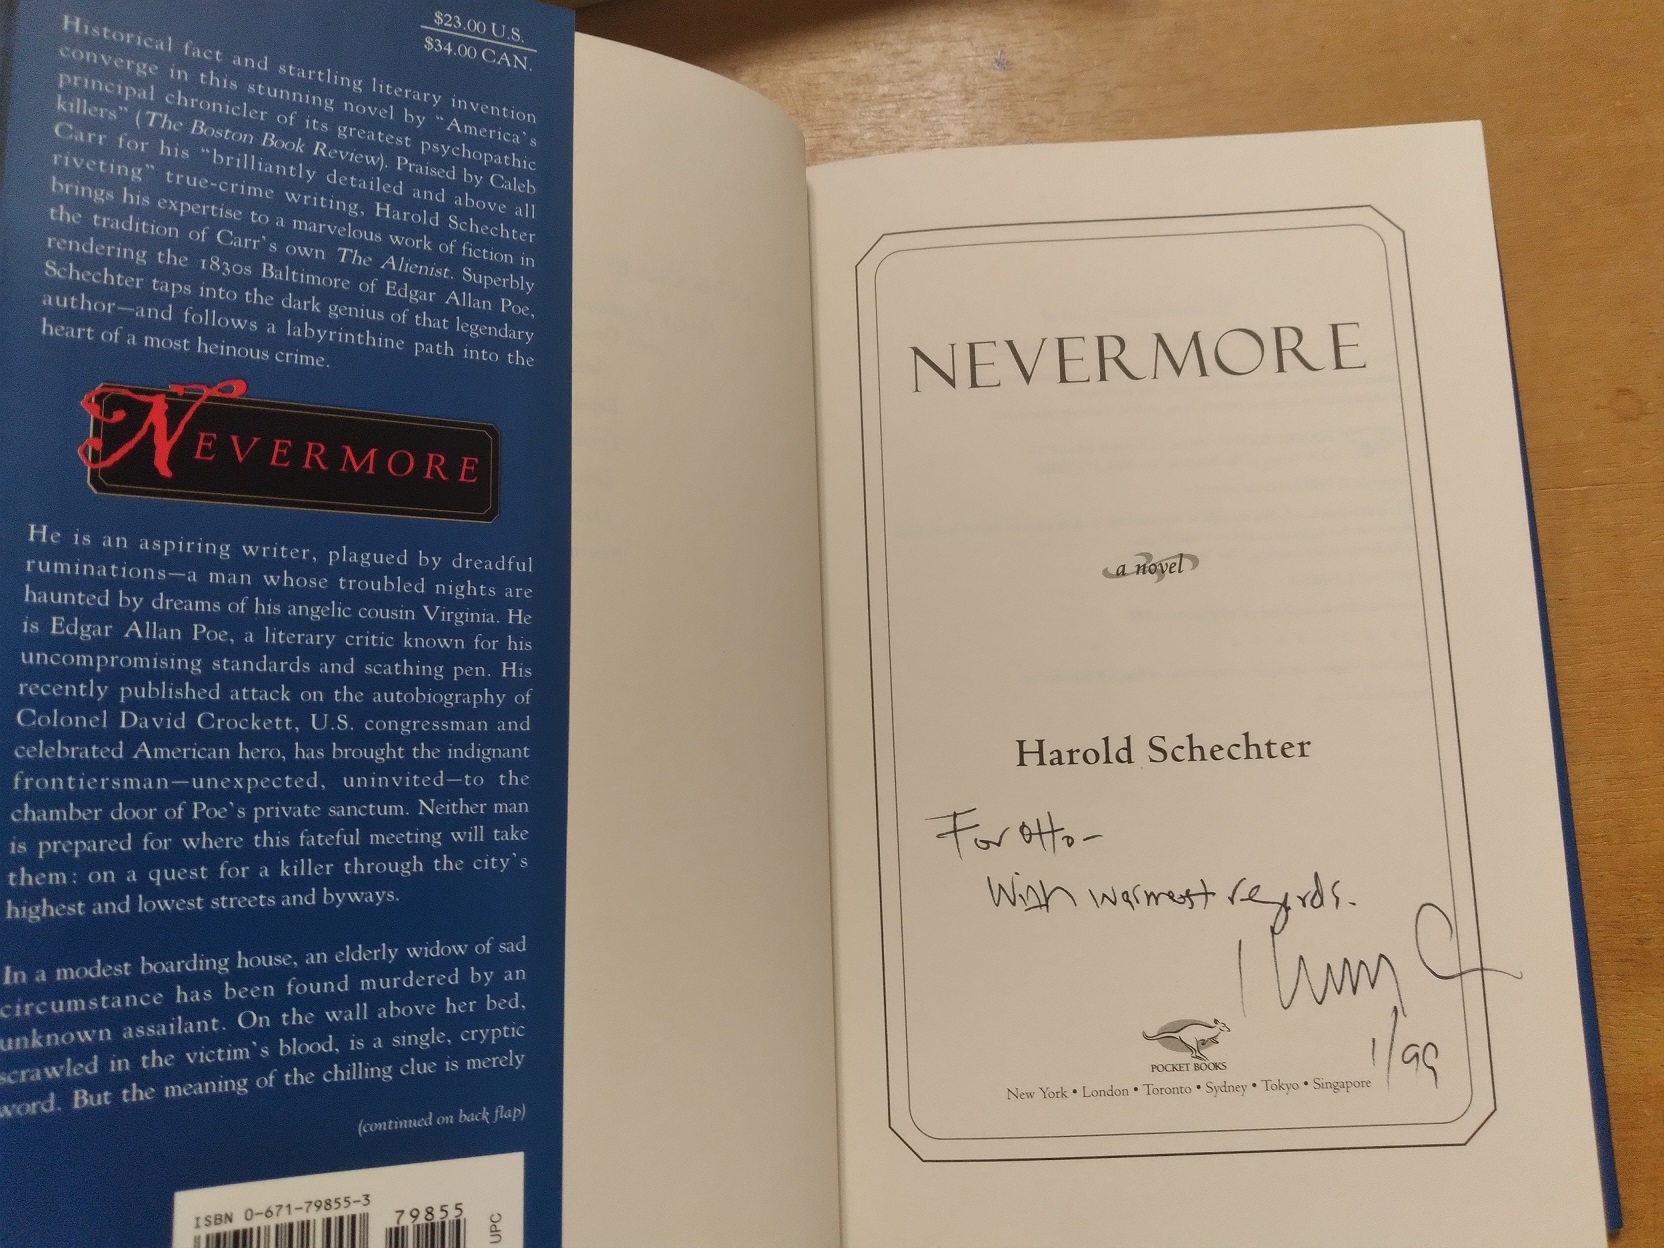 $23.00 U.S.
$34.00 CAN.
Historical fact and startling literary invention
converge in this stunning novel by “America’s
principal chronicler of its greatest psychopathic
killers” (The Boston Book Review). Praised by Caleb
Carr for his “brilliantly detailed and above all
riveting” true-crime writing, Harold Schechter
brings his expertise to a marvelous work of fiction in
the tradition of Carr’s own The Alienist. Superbly
rendering the 1830s Baltimore of Edgar Allan Poe,
Schechter taps into the dark genius of that legendary
author—and follows a labyrinthine path into the
heart of a most heinous crime.
NEVERMORE
He is an aspiring writer, plagued by dreadful
ruminations—a man whose troubled nights are
haunted by dreams of his angelic cousin Virginia. He
is Edgar Allan Poe, a literary critic known for his
uncompromising standards and scathing pen. His
recently published attack on the autobiography of
Colonel David Crockett, U.S. congressman and
celebrated American hero, has brought the indignant
frontiersman—unexpected, uninvited—to the
chamber door of Poe’s private sanctum. Neither man
is prepared for where this fateful meeting will take
them: on a quest for a killer through the city’s
highest and lowest streets and byways.
In a modest boarding house, an elderly widow of sad
circumstance has been found murdered by an
unknown assailant. On the wall above her bed,
scrawled in the victim’s blood, is a single, cryptic
word. But the meaning of the chilling clue is merely
(continued on back flap)
ISBN 0-671-79855-3
79855
UPC
NEVERMORE
a novel
Harold Schechter
For Otto–
With warmest regards.
1/99
POCKET BOOKS
New York • London • Toronto • Sydney • Tokyo • Singapore